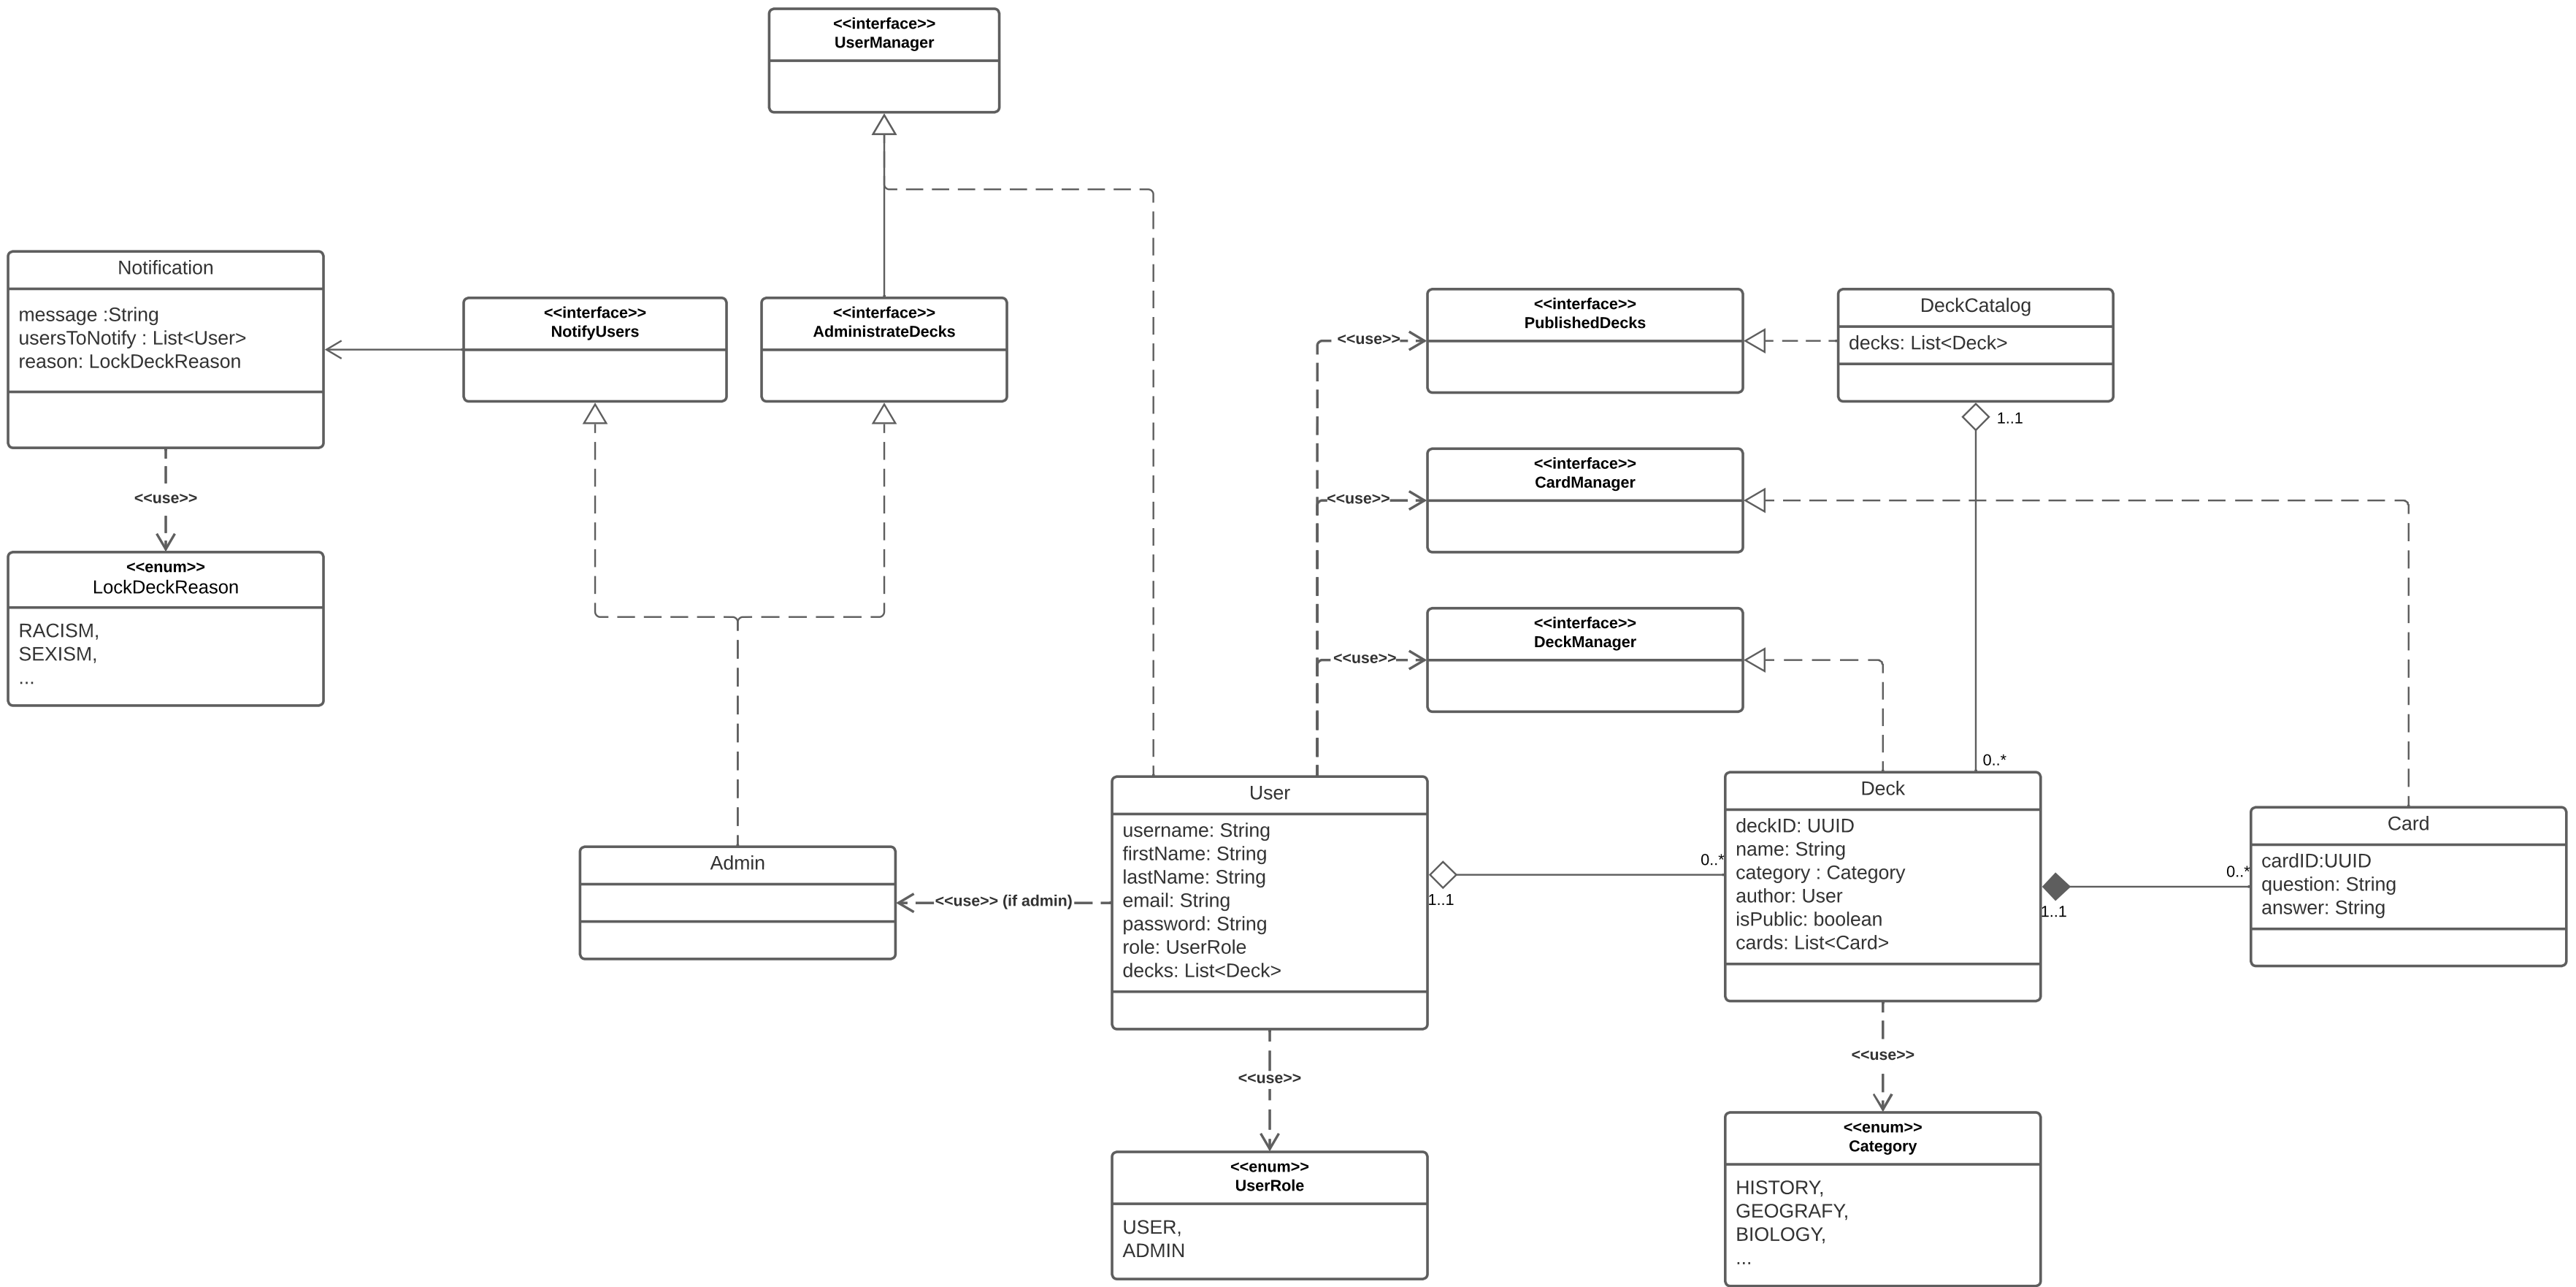 <<interface>>
UserManager
Notification
message :String
usersToNotify : List<User>
reason: LockDeckReason
<<interface>>
NotifyUsers
<<interface>>
AdministrateDecks
<<use>>
<<interface>>
PublishedDecks
DeckCatalog
decks: List<Deck>
1..1
<<use>>
<<enum>>
LockDeckReason
RACISM,
SEXISM,
...
<<use>>
<<interface>>
CardManager
<<use>>
<<interface>>
DeckManager
0..*
Admin
<<use>> (if admin)
User
username: String
firstName: String
lastName: String
email: String
password: String
role: UserRole
decks: List<Deck>
1..1
0..*
Deck
deckID: UUID
name: String
category : Category
author: User
isPublic: boolean
cards: List<Card>
1..1
0..*
Card
cardID:UUID
question: String
answer: String
<<use>>
<<enum>>
UserRole
USER,
ADMIN
<<use>>
<<enum>>
Category
HISTORY,
GEOGRAFY,
BIOLOGY,
...